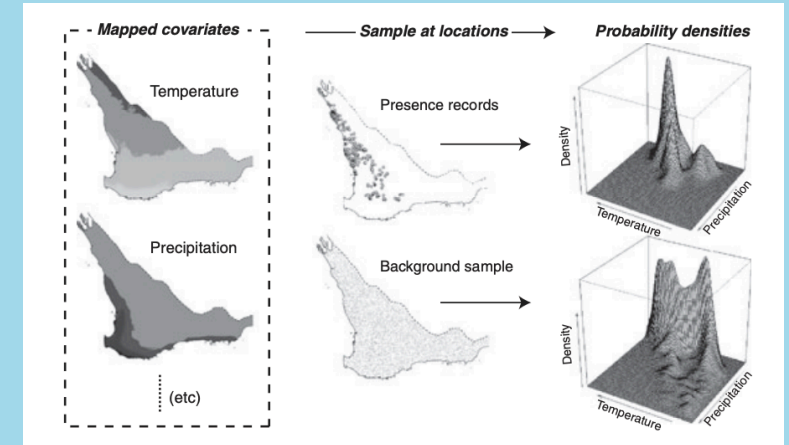 Mapped covariates
Sample at locations
Probability densities
Temperature
Presence records
Density
Temperature
Precipitation
Precipitation
Background sample
Density
Temperature
Precipitation
(etc)